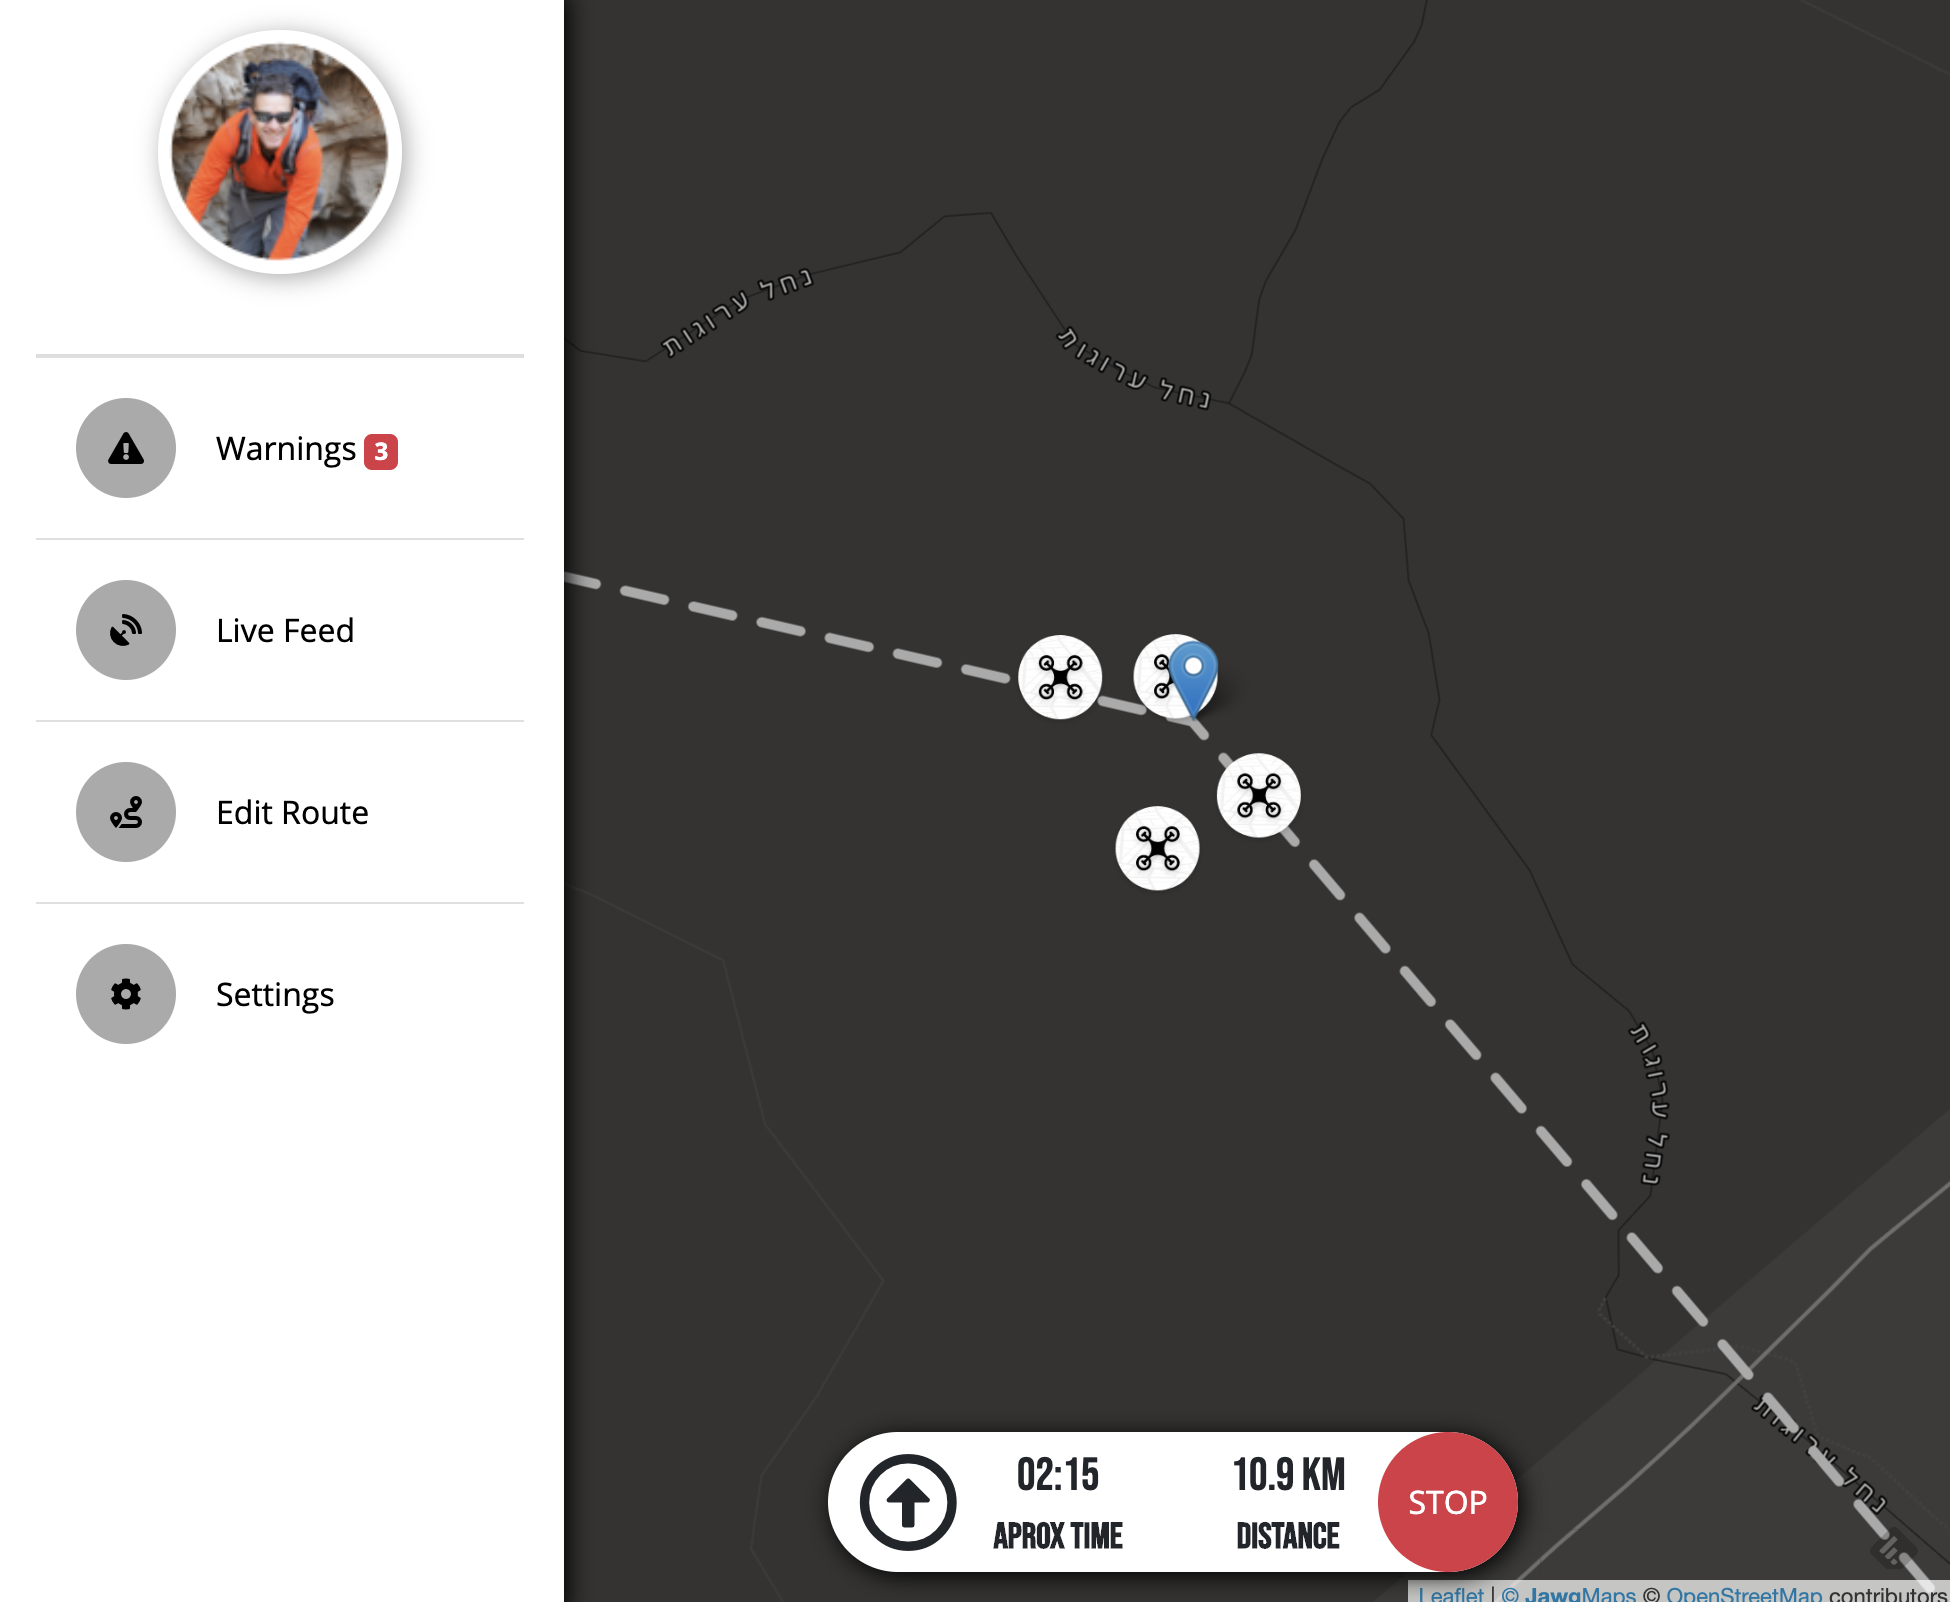 Warnings 3
Live Feed
Edit Route
Settings
נחל ערוגות
נחל ערוגות
נחל ערוגות
נחל ערוגות
02:15
APROX TIME
10.9 KM
DISTANCE
STOP
Leaflet | © JawgMaps © OpenStreetMap contributors